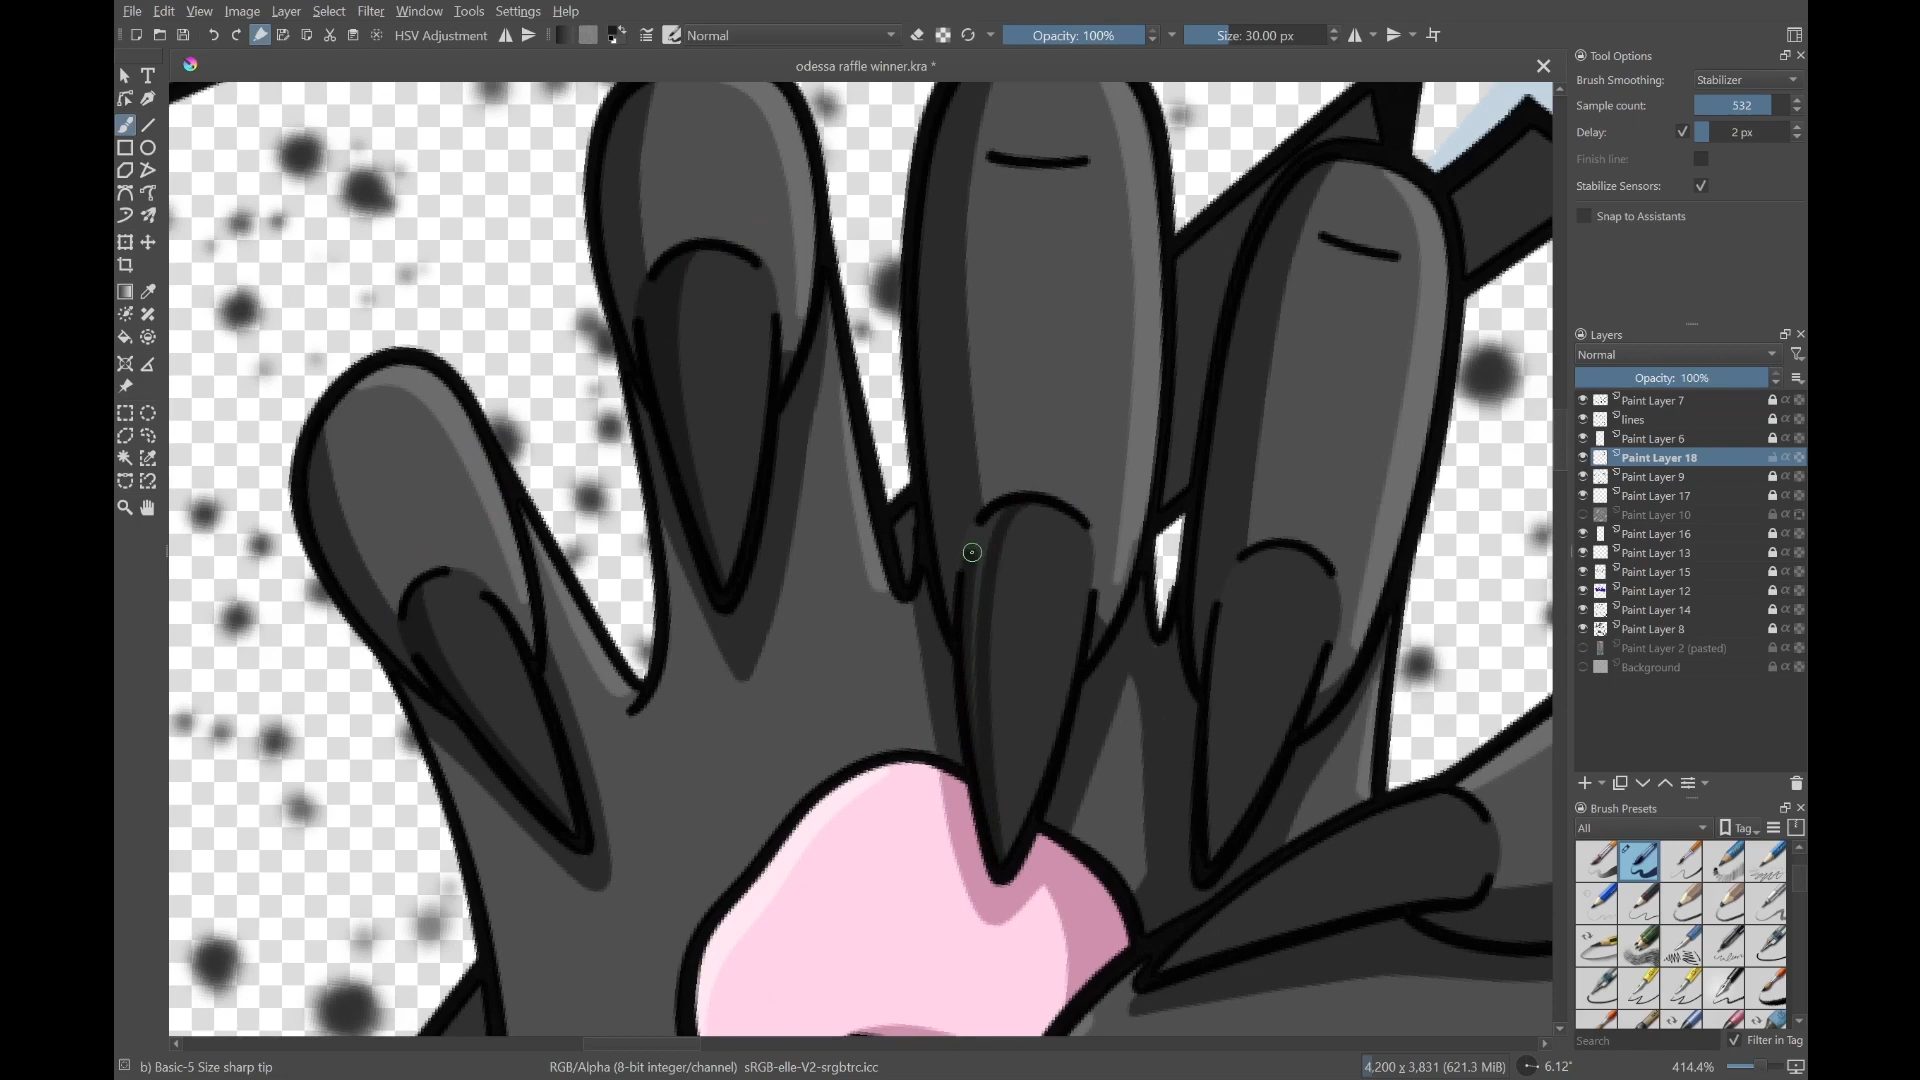 File Edit View Image Layer Select Filter Window Tools Settings Help
HSV Adjustment Normal Opacity: 100% Size: 30.00 px
odessa raffle winner.kra *
Tool Options
Brush Smoothing: Stabilizer
Sample count: 532
Delay: 2 px
Finish line:
Stabilize Sensors:
Snap to Assistants
Layers
Normal
Opacity: 100%
Paint Layer 7
lines
Paint Layer 6
Paint Layer 18
Paint Layer 9
Paint Layer 17
Paint Layer 10
Paint Layer 16
Paint Layer 13
Paint Layer 15
Paint Layer 12
Paint Layer 14
Paint Layer 8
Paint Layer 2 (pasted)
Background
Brush Presets
All Tag
Search Filter in Tag
b) Basic-5 Size sharp tip RGB/Alpha (8-bit integer/channel) sRGB-elle-V2-srgbtrc.icc 4,200 x 3,831 (621.3 MiB) 6.12° 414.4%